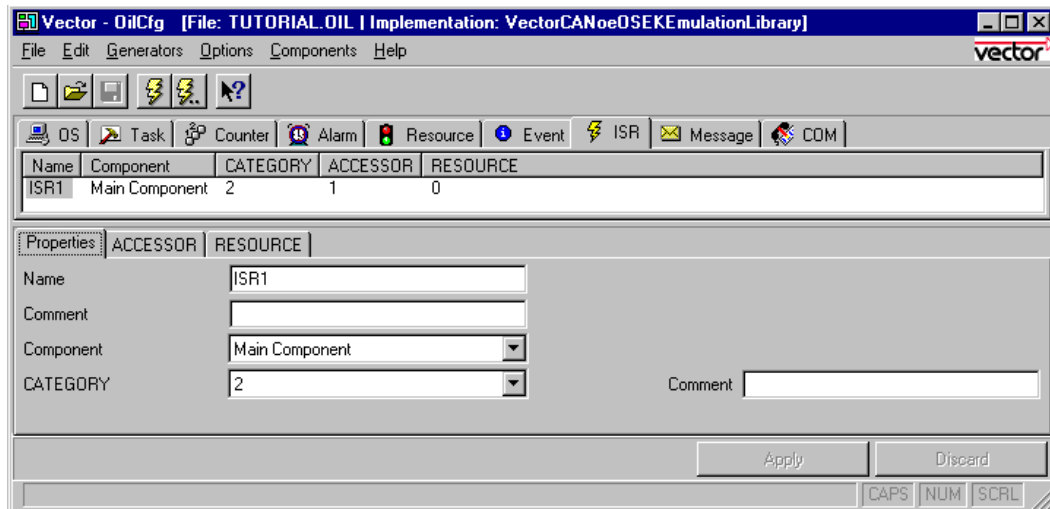 Vector - OilCfg [File: TUTORIAL.OIL | Implementation: VectorCANoeOSEKEmulationLibrary]
File Edit Generators Options Components Help
vector
OS Task Counter Alarm Resource Event ISR Message COM
Name Component CATEGORY ACCESSOR RESOURCE
ISR1 Main Component 2 1 0
Properties ACCESSOR RESOURCE
Name ISR1
Comment
Component Main Component
CATEGORY 2 Comment
Apply Discard
CAPS NUM SCRL